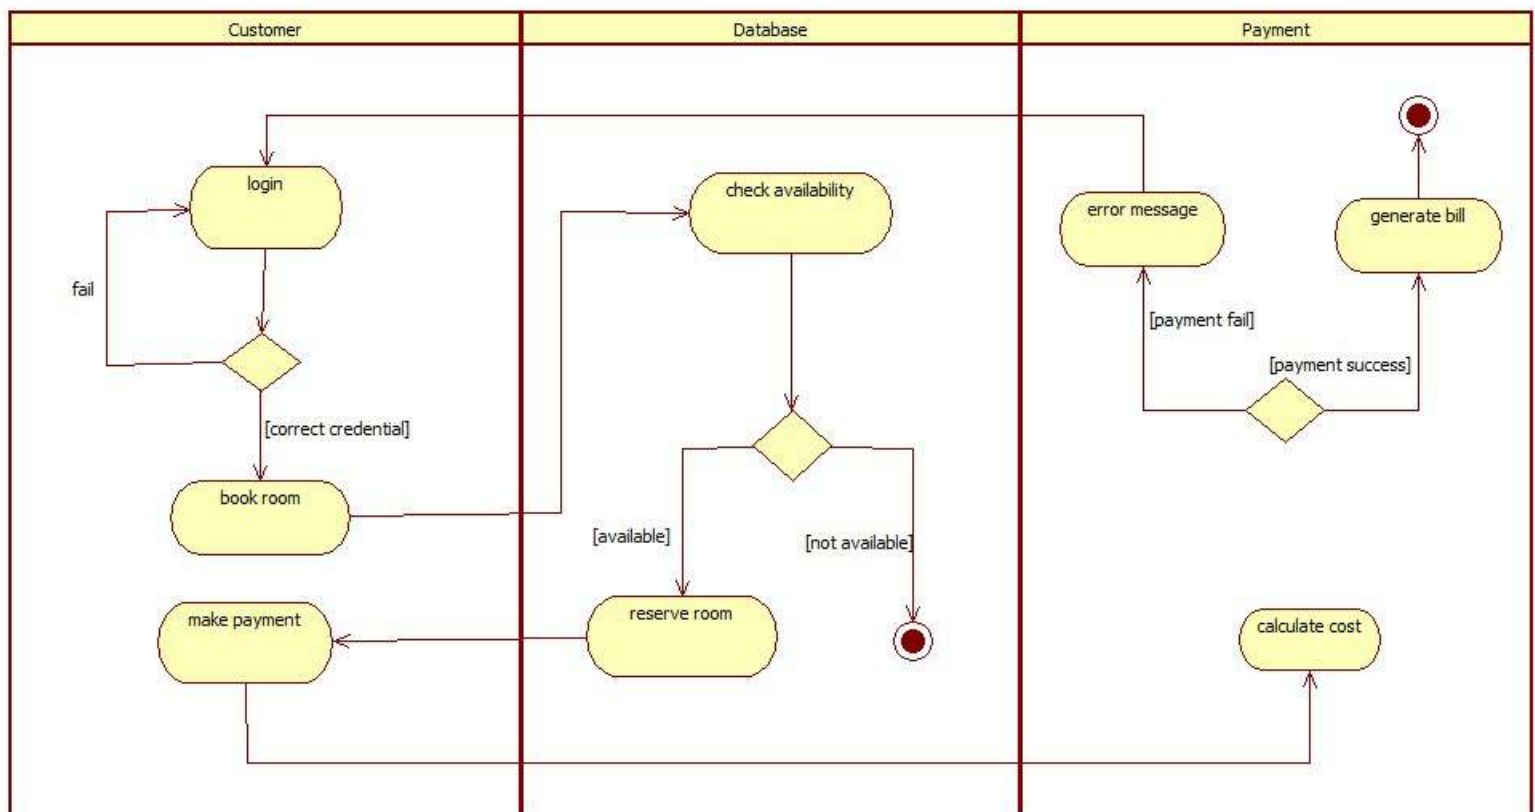 Customer
Database
Payment
login
check availability
error message
generate bill
fail
[payment fail]
[payment success]
[correct credential]
book room
[available]
[not available]
make payment
reserve room
calculate cost